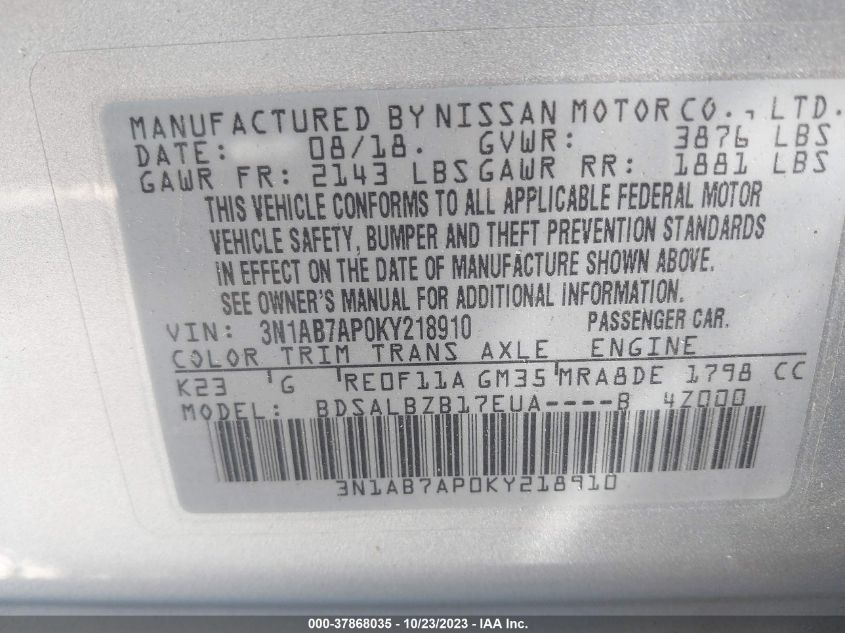 MANUFACTURED BY NISSAN MOTOR CO., LTD.
DATE: 08/18. GVWR: 3876 LBS
GAWR FR: 2143 LBS GAWR RR: 1881 LBS
THIS VEHICLE CONFORMS TO ALL APPLICABLE FEDERAL MOTOR
VEHICLE SAFETY, BUMPER AND THEFT PREVENTION STANDARDS
IN EFFECT ON THE DATE OF MANUFACTURE SHOWN ABOVE.
SEE OWNER'S MANUAL FOR ADDITIONAL INFORMATION.
VIN: 3N1AB7AP0KY218910 PASSENGER CAR.
COLOR TRIM TRANS AXLE ENGINE
K23 'G 'RE0F11A GM35 'MRA8DE 1798 CC
MODEL: BDSALBZB17EUA----B 4Z000
3N1AB7AP0KY218910
000-37868035 - 10/23/2023 - IAA Inc.